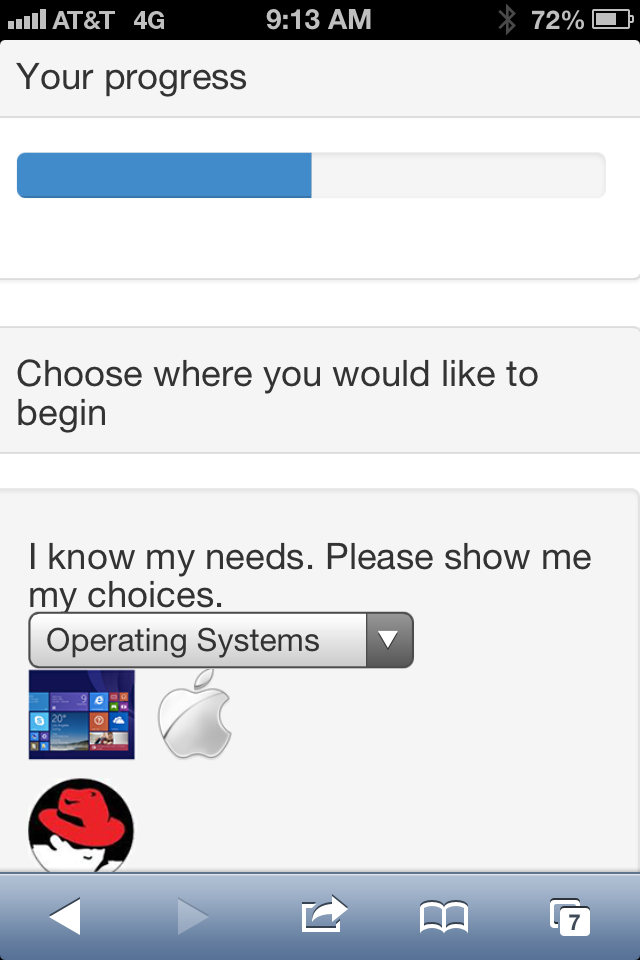 AT&T 4G 9:13 AM 72%
Your progress
Choose where you would like to
begin
I know my needs. Please show me
my choices.
Operating Systems
20°
7